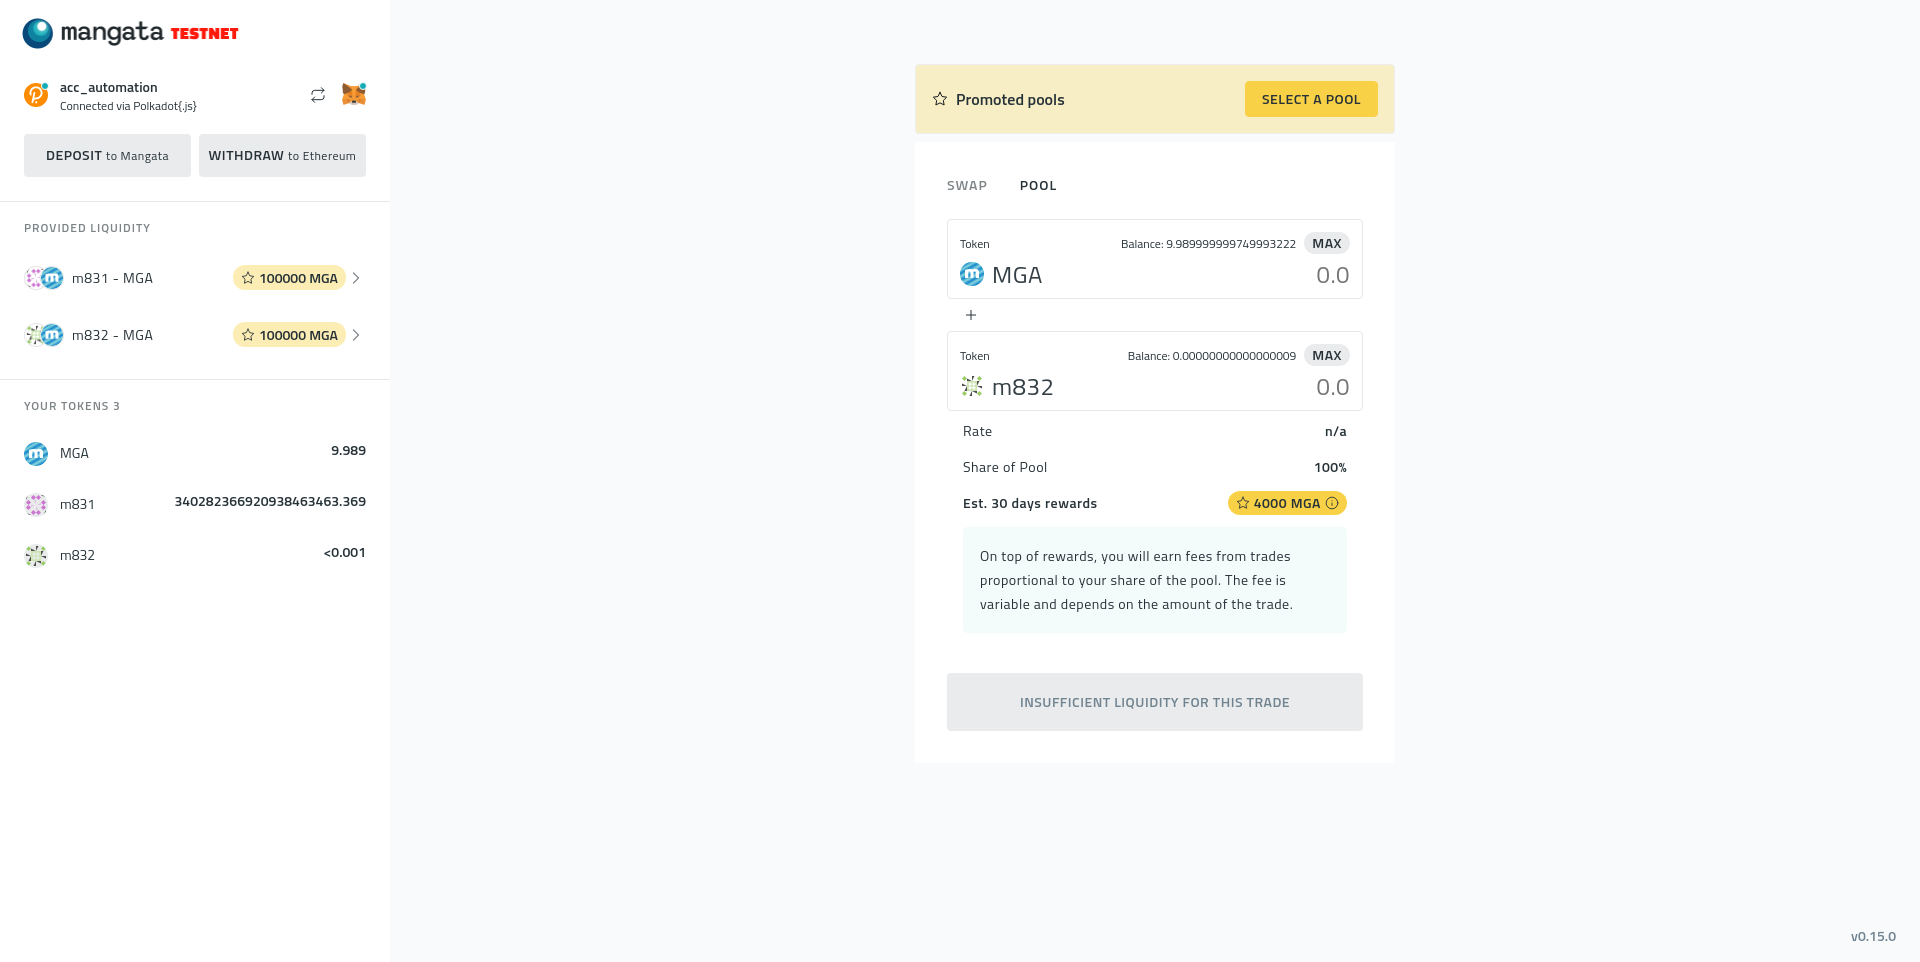 mangata TESTNET
acc_automation
Connected via Polkadot{.js}
DEPOSIT to Mangata
WITHDRAW to Ethereum
PROVIDED LIQUIDITY
m831 - MGA
100000 MGA
m832 - MGA
100000 MGA
YOUR TOKENS 3
MGA
9.989
m831
340282366920938463463.369
m832
<0.001
Promoted pools
SELECT A POOL
SWAP
POOL
Token
Balance: 9.989999999749993222
MAX
MGA
0.0
Token
Balance: 0.00000000000000009
MAX
m832
0.0
Rate
n/a
Share of Pool
100%
Est. 30 days rewards
4000 MGA
On top of rewards, you will earn fees from trades
proportional to your share of the pool. The fee is
variable and depends on the amount of the trade.
INSUFFICIENT LIQUIDITY FOR THIS TRADE
v0.15.0